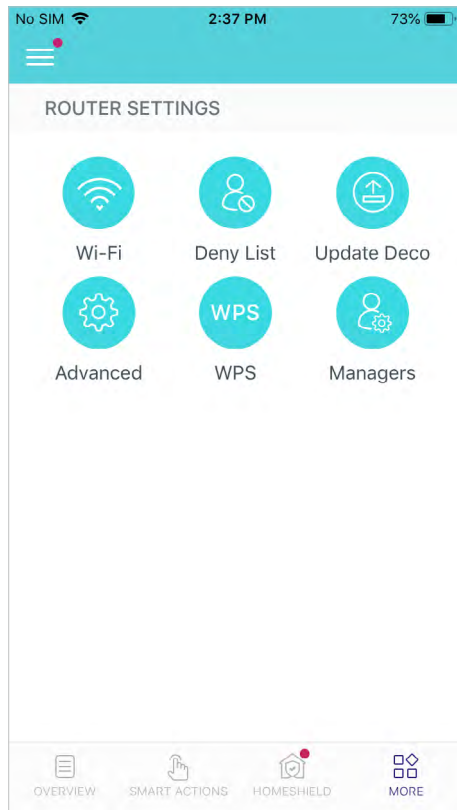 No SIM 2:37 PM 73%
ROUTER SETTINGS
Wi-Fi Deny List Update Deco
WPS
Advanced WPS Managers
OVERVIEW SMART ACTIONS HOMESHIELD MORE